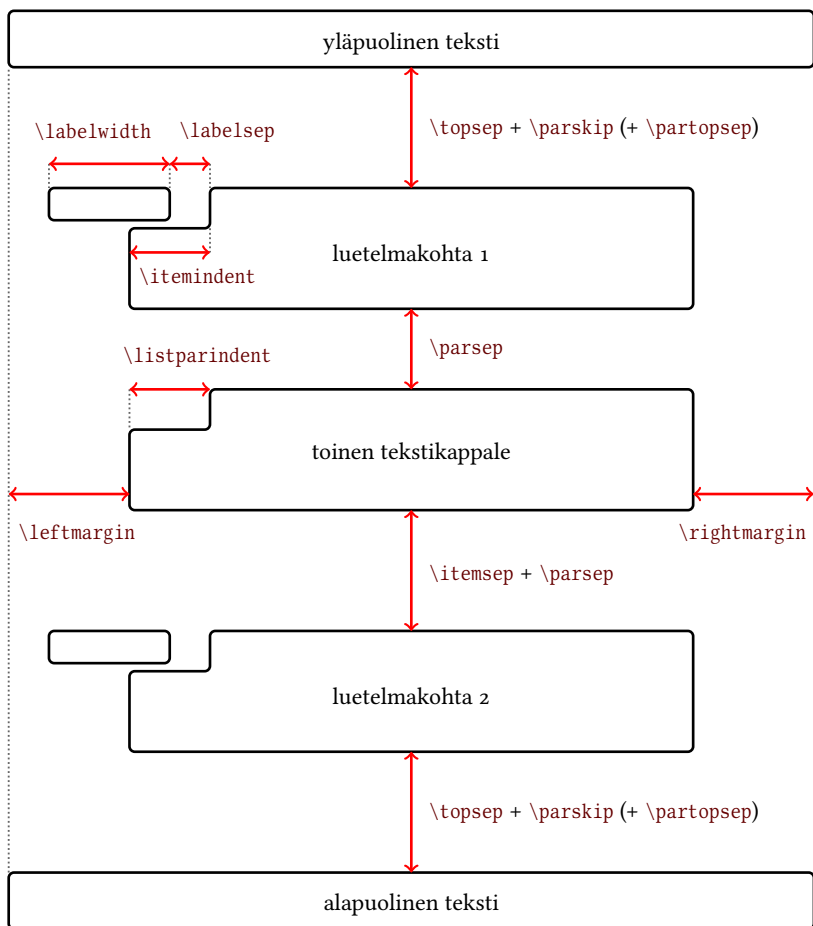 yläpuolinen teksti
\topsep + \parskip (+ \partopsep)
\labelwidth \labelsep
luetelmakohta 1
\itemindent
\parsep
\listparindent
toinen tekstikappale
\leftmargin
\rightmargin
\itemsep + \parsep
luetelmakohta 2
\topsep + \parskip (+ \partopsep)
alapuolinen teksti